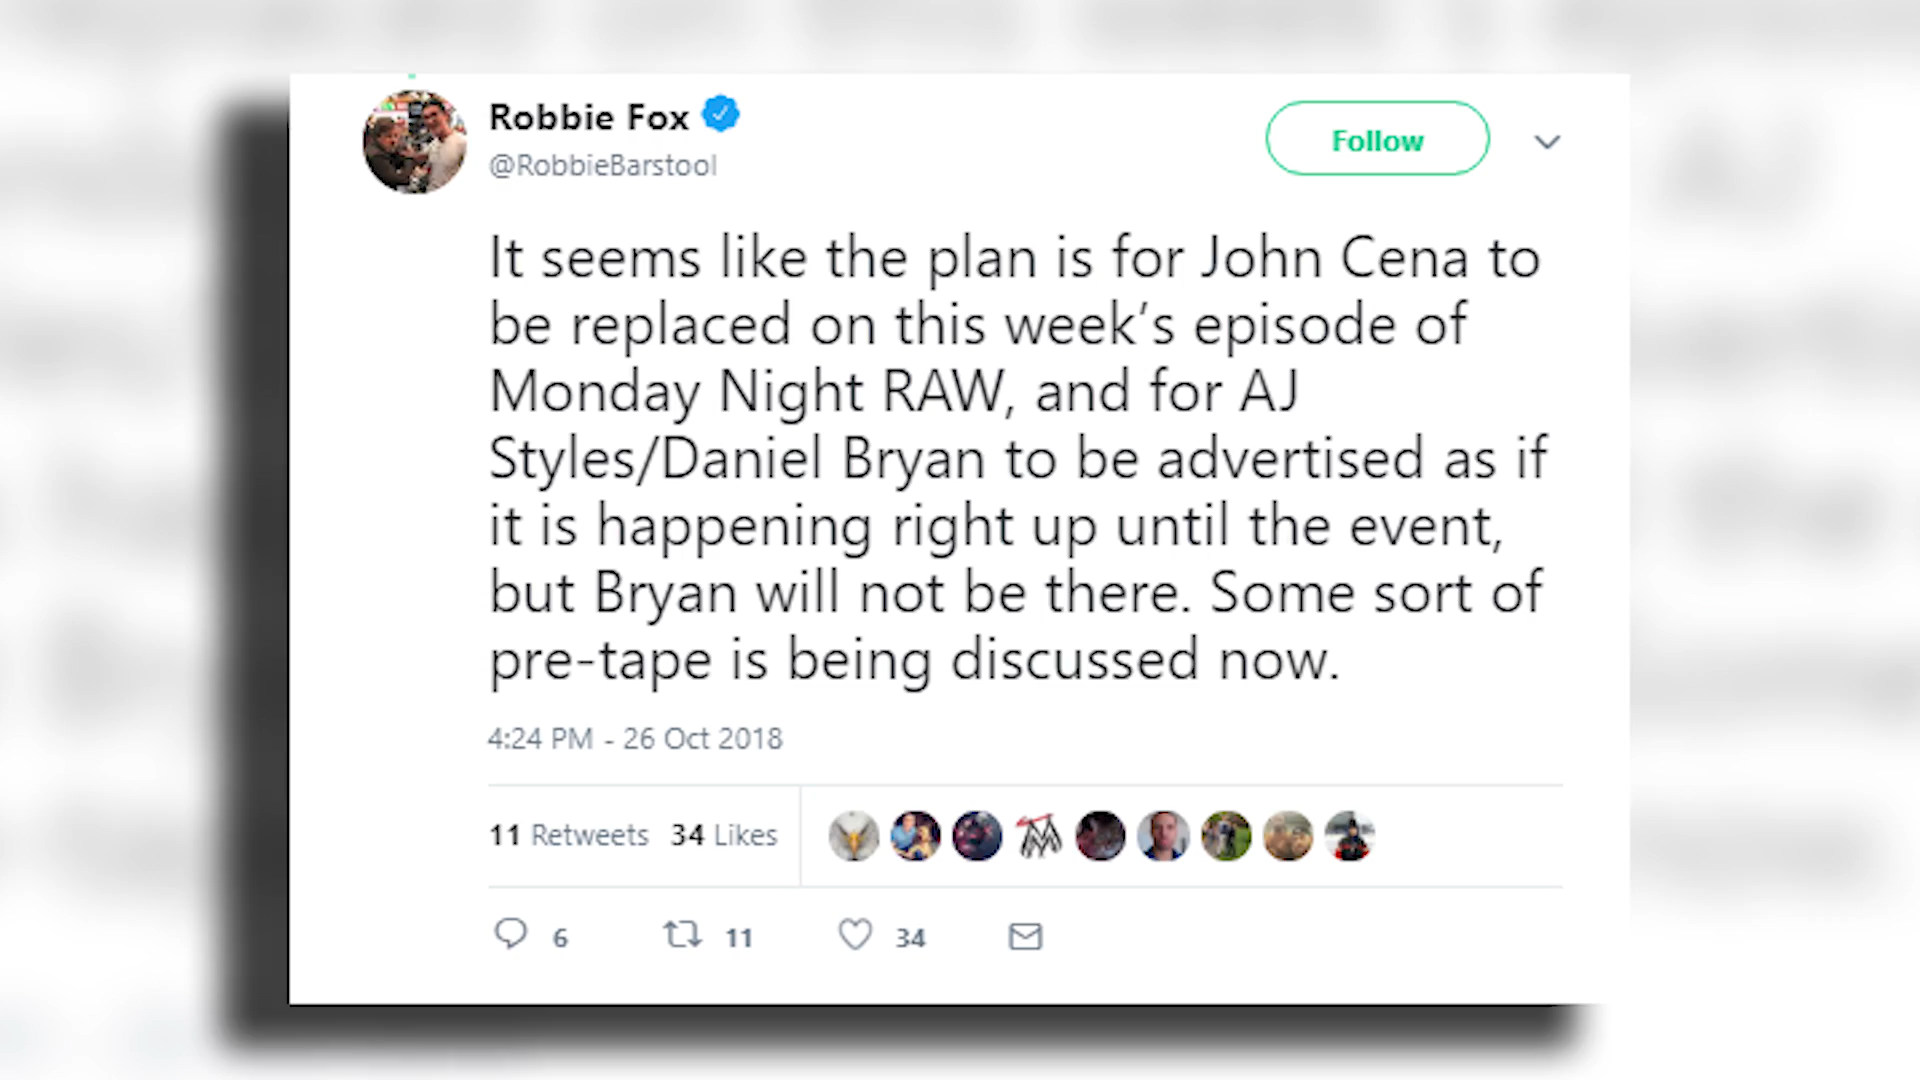 Robbie Fox
@RobbieBarstool
Follow
It seems like the plan is for John Cena to
be replaced on this week’s episode of
Monday Night RAW, and for AJ
Styles/Daniel Bryan to be advertised as if
it is happening right up until the event,
but Bryan will not be there. Some sort of
pre-tape is being discussed now.
4:24 PM - 26 Oct 2018
11 Retweets 34 Likes
6 11 34